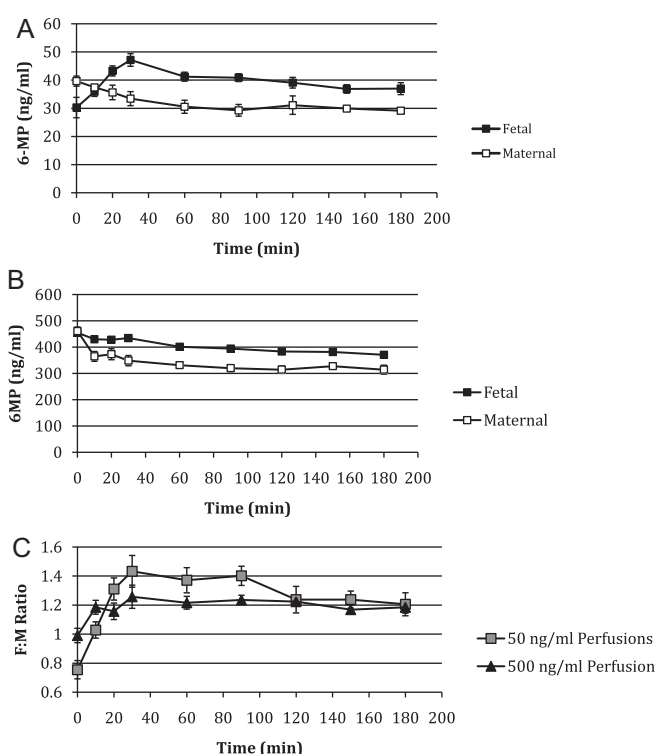 A
60
50
40
30
20
10
0
6-MP (ng/ml)
0 20 40 60 80 100 120 140 160 180 200
Time (min)
Fetal
Maternal
B
600
500
400
300
200
100
0
6MP (ng/ml)
0 20 40 60 80 100 120 140 160 180 200
Time (min)
Fetal
Maternal
C
1.6
1.4
1.2
1
0.8
0.6
F:M Ratio
0 20 40 60 80 100 120 140 160 180 200
Time (min)
50 ng/ml Perfusions
500 ng/ml Perfusion